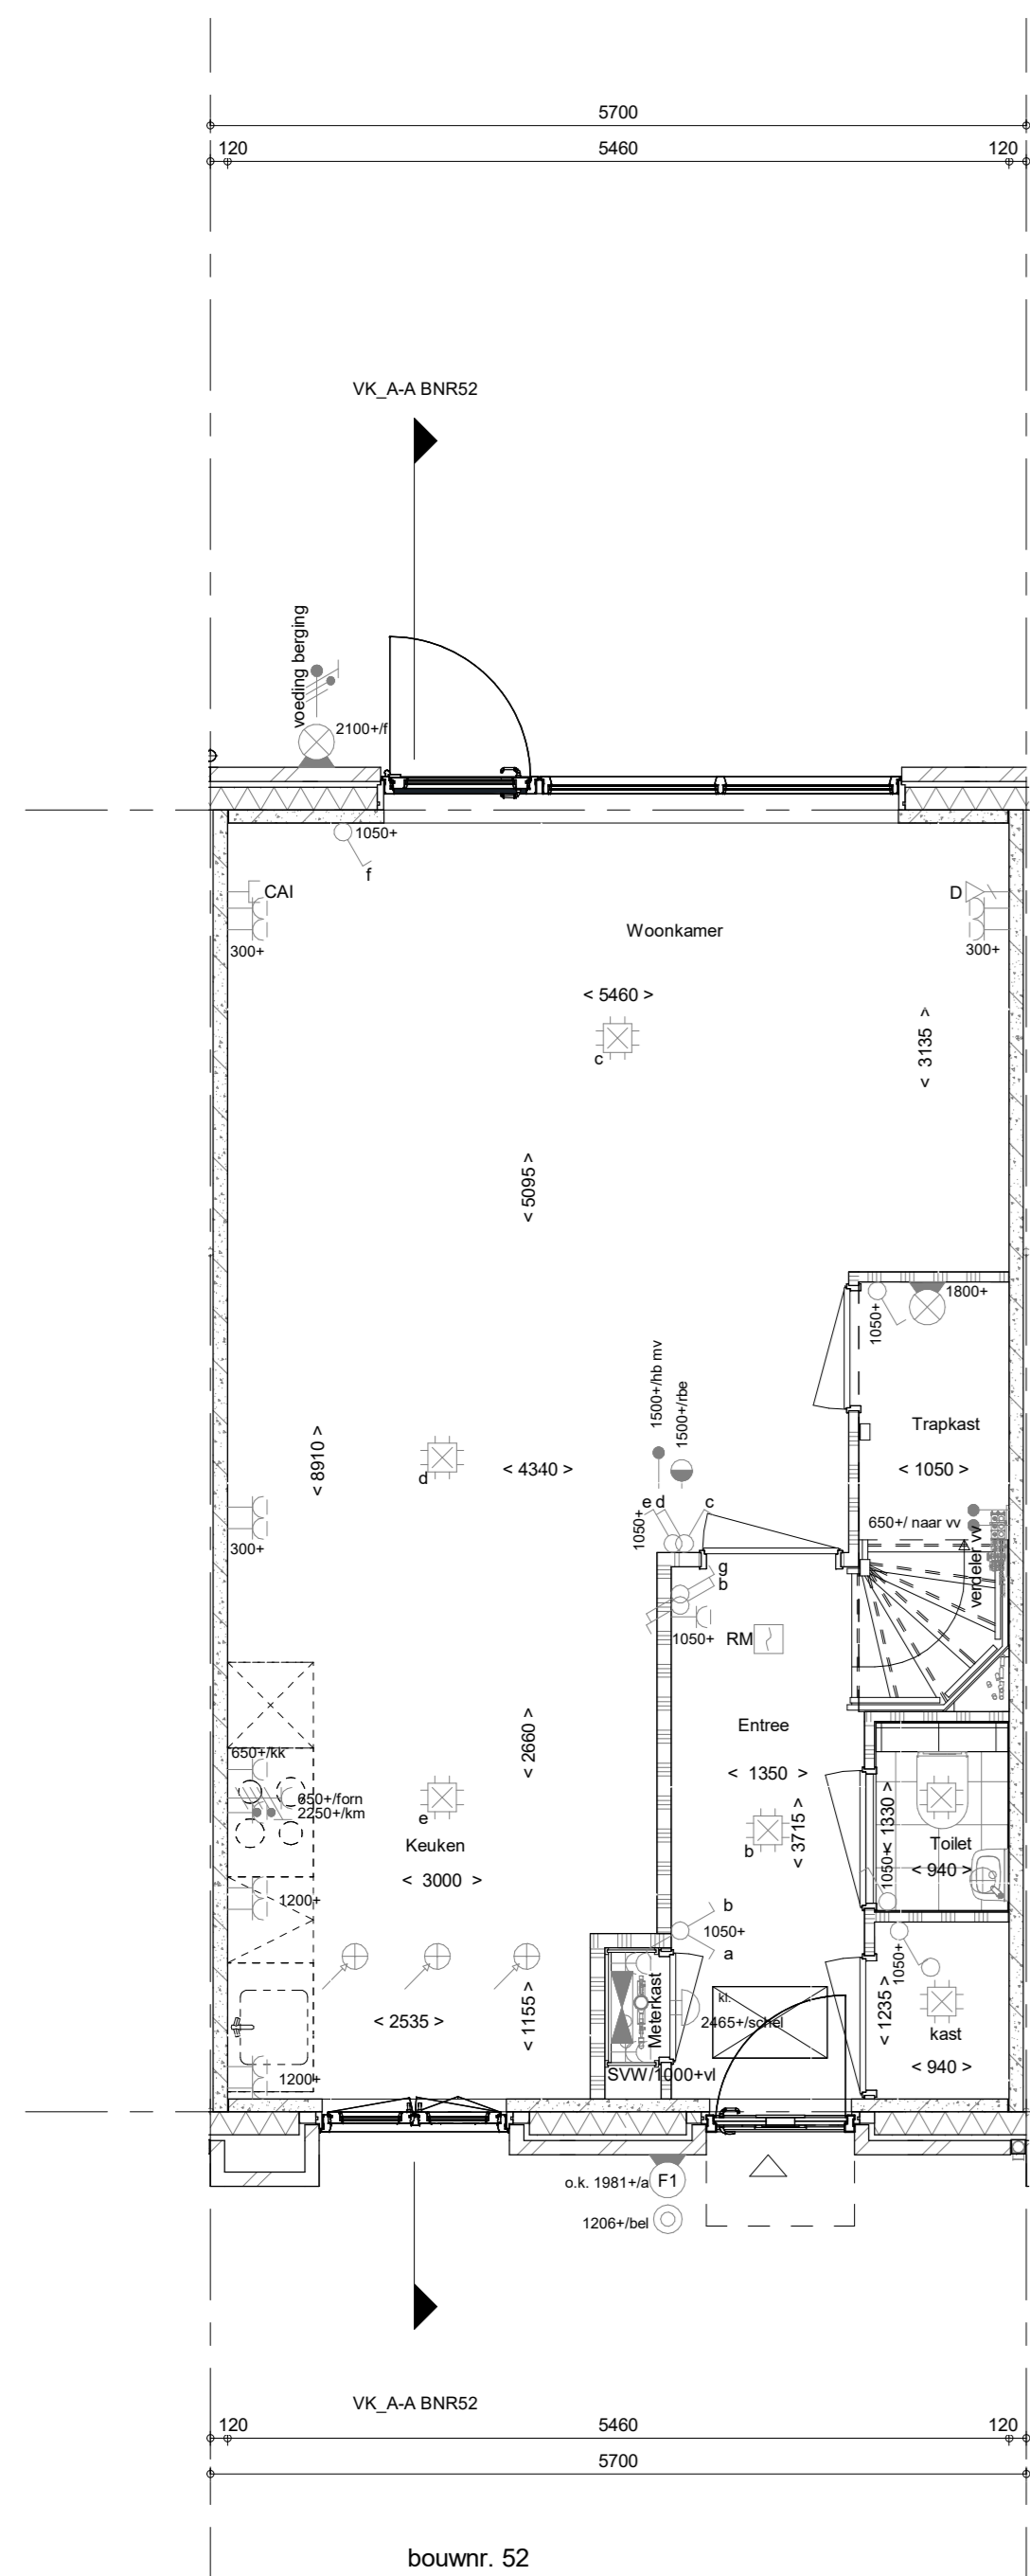 5700
120 5460 120
VK_A-A BNR52
voeding berging
2100+/f
1050+
f
CAI
D
300+
300+
Woonkamer
< 5460 >
< 3135 >
c
< 5095 >
1800+
1050+
1500+/hb mv
1500+/rbe
Trapkast
< 1050 >
< 8910 >
d
< 4340 >
e d
c
1050+
650+/ naar vv
verdeler vv
300+
g
b
1050+
RM
Entree
< 1350 >
< 3715 >
b
< 2660 >
650+/kk
650+/forn
2250+/km
e
Keuken
< 3000 >
< 1330 >
Toilet
< 940 >
1050+
1200+
b
1050+
a
1050+
< 2535 >
< 1155 >
Meterkast
kl.
2465+/schel
< 1235 >
kast
< 940 >
1200+
SVW/1000+vl
o.k. 1981+/a
F1
1206+/bel
VK_A-A BNR52
120 5460 120
5700
bouwnr. 52